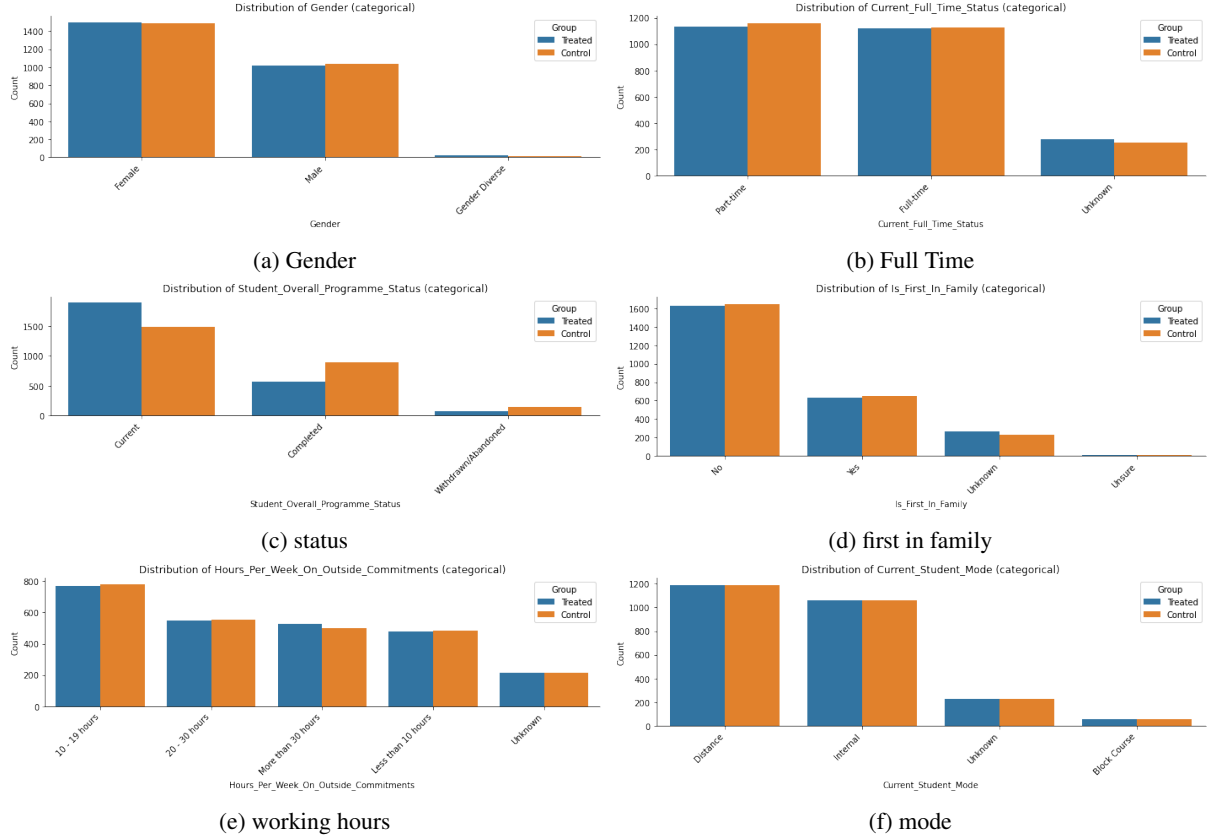 Distribution of Gender (categorical)
Count
1400
1200
1000
800
600
400
200
0
Group
Treated
Control
Female
Male
Gender Diverse
Gender
(a) Gender
Distribution of Current_Full_Time_Status (categorical)
Count
1200
1000
800
600
400
200
0
Group
Treated
Control
Part-time
Full-time
Unknown
Current_Full_Time_Status
(b) Full Time
Distribution of Student_Overall_Programme_Status (categorical)
Count
1500
1000
500
0
Group
Treated
Control
Current
Completed
Withdrawn/Abandoned
Student_Overall_Programme_Status
(c) status
Distribution of Is_First_In_Family (categorical)
Count
1600
1400
1200
1000
800
600
400
200
0
Group
Treated
Control
No
Yes
Unknown
Unsure
Is_First_In_Family
(d) first in family
Distribution of Hours_Per_Week_On_Outside_Commitments (categorical)
Count
800
600
400
200
0
Group
Treated
Control
10 - 19 hours
20 - 30 hours
More than 30 hours
Less than 10 hours
Unknown
Hours_Per_Week_On_Outside_Commitments
(e) working hours
Distribution of Current_Student_Mode (categorical)
Count
1200
1000
800
600
400
200
0
Group
Treated
Control
Distance
Internal
Unknown
Block Course
Current_Student_Mode
(f) mode